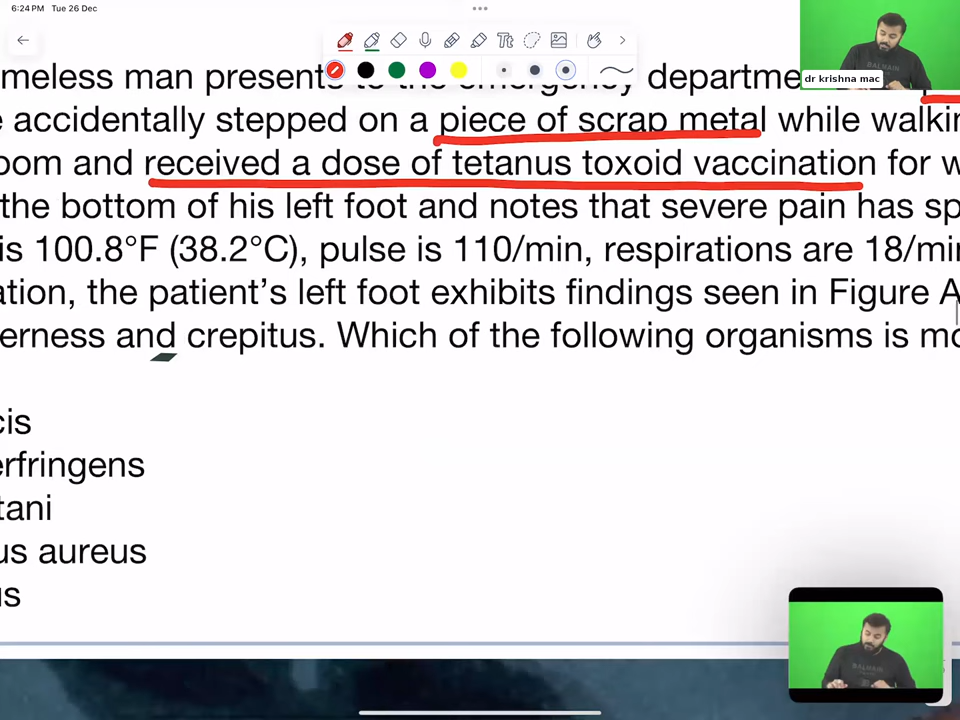 6:24 PM Tue 26 Dec
Tt
dr krishna mac
meless man presents to the emergency departme
e accidentally stepped on a piece of scrap metal while walkin
oom and received a dose of tetanus toxoid vaccination for w
the bottom of his left foot and notes that severe pain has sp
is 100.8°F (38.2°C), pulse is 110/min, respirations are 18/min
ation, the patient's left foot exhibits findings seen in Figure A
erness and crepitus. Which of the following organisms is mo
cis
erfringens
tani
us aureus
us